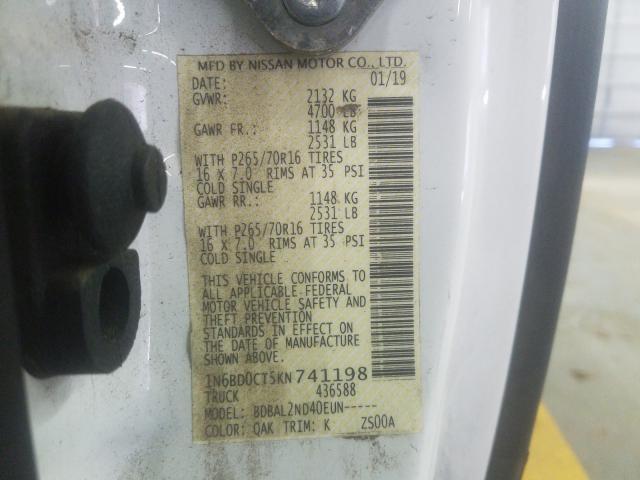 MFD BY NISSAN MOTOR CO., LTD.
DATE: 01/19
GVWR: 2132 KG
4700 LB
GAWR FR.: 1148 KG
2531 LB
WITH P265/70R16 TIRES
16 X 7.0 RIMS AT 35 PSI
COLD SINGLE
GAWR RR.: 1148 KG
2531 LB
WITH P265/70R16 TIRES
16 X 7.0 RIMS AT 35 PSI
COLD SINGLE
THIS VEHICLE CONFORMS TO
ALL APPLICABLE FEDERAL
MOTOR VEHICLE SAFETY AND
THEFT PREVENTION
STANDARDS IN EFFECT ON
THE DATE OF MANUFACTURE
SHOWN ABOVE.
1N6BD0CT5KN741198
TRUCK 436588
MODEL: BDBAL2ND40EUN-----
COLOR: QAK TRIM: K ZS00A